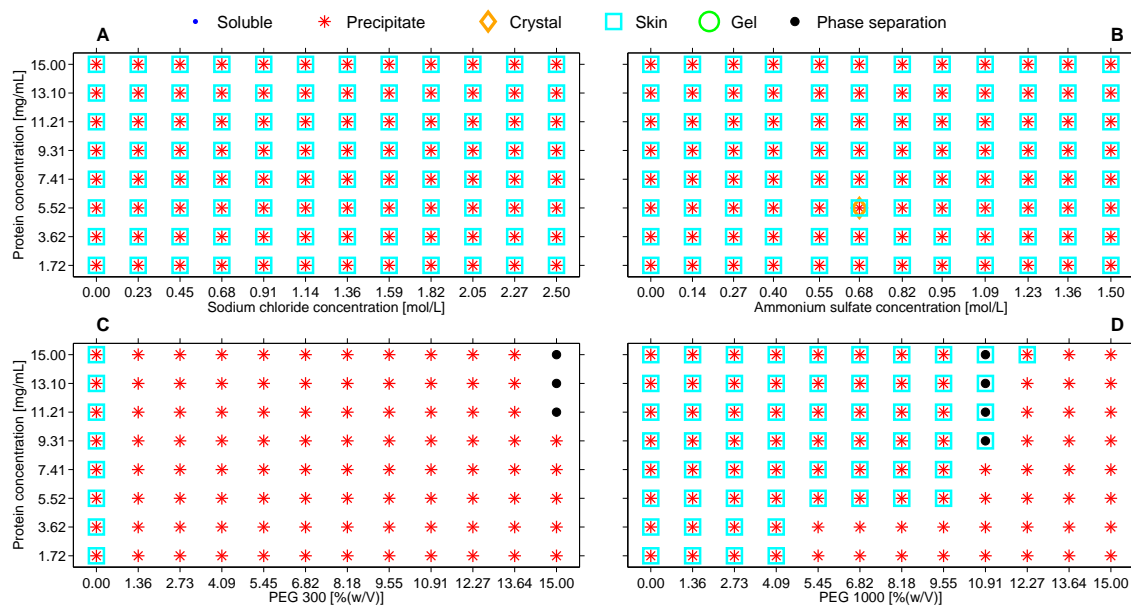 Soluble Precipitate Crystal Skin Gel Phase separation
A
B
Protein concentration [mg/mL]
15.00
13.10
11.21
9.31
7.41
5.52
3.62
1.72
0.00 0.23 0.45 0.68 0.91 1.14 1.36 1.59 1.82 2.05 2.27 2.50
Sodium chloride concentration [mol/L]
0.00 0.14 0.27 0.40 0.55 0.68 0.82 0.95 1.09 1.23 1.36 1.50
Ammonium sulfate concentration [mol/L]
C
D
Protein concentration [mg/mL]
15.00
13.10
11.21
9.31
7.41
5.52
3.62
1.72
0.00 1.36 2.73 4.09 5.45 6.82 8.18 9.55 10.91 12.27 13.64 15.00
PEG 300 [%(w/V)]
0.00 1.36 2.73 4.09 5.45 6.82 8.18 9.55 10.91 12.27 13.64 15.00
PEG 1000 [%(w/V)]